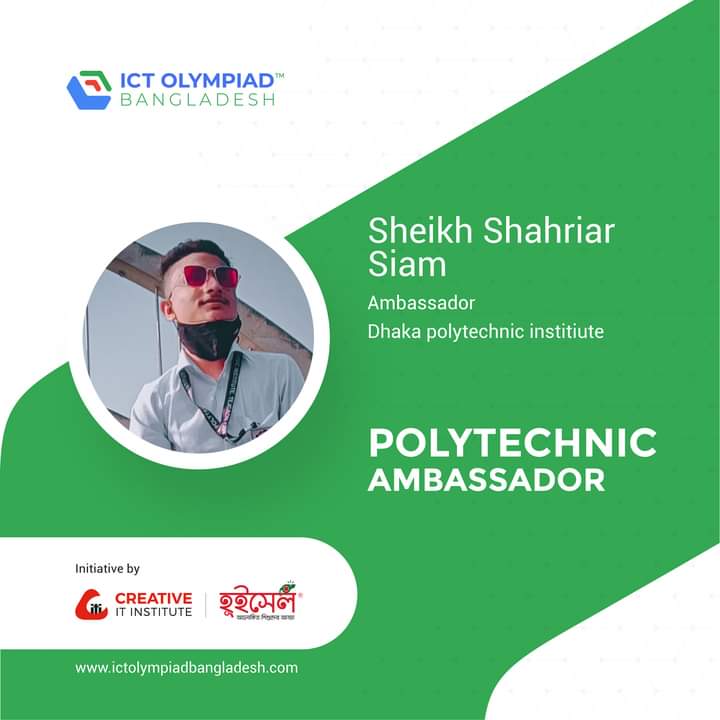 ICT OLYMPIAD™
BANGLADESH
Sheikh Shahriar
Siam
Ambassador
Dhaka polytechnic institiute
POLYTECHNIC
AMBASSADOR
Initiative by
CREATIVE
IT INSTITUTE
হুইসেল®
www.ictolympiadbangladesh.com